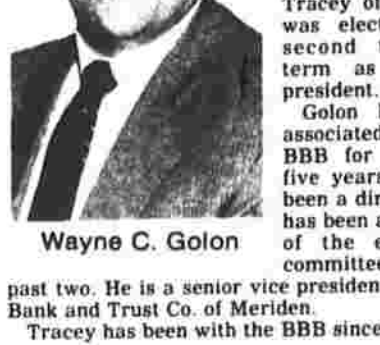 Tracey of
was elect
second
term as
president.
Golon
associated
BBB for
five years
been a dir
has been a
of the e
committee
Wayne C. Golon
past two. He is a senior vice president
Bank and Trust Co. of Meriden.
Tracey has been with the BBB since